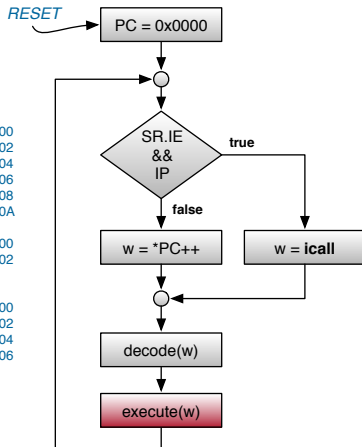 RESET
PC = 0x0000
SR.IE
&&
IP
true
false
w = *PC++
w = icall
decode(w)
execute(w)
00
02
04
06
08
0A
00
02
00
02
04
06